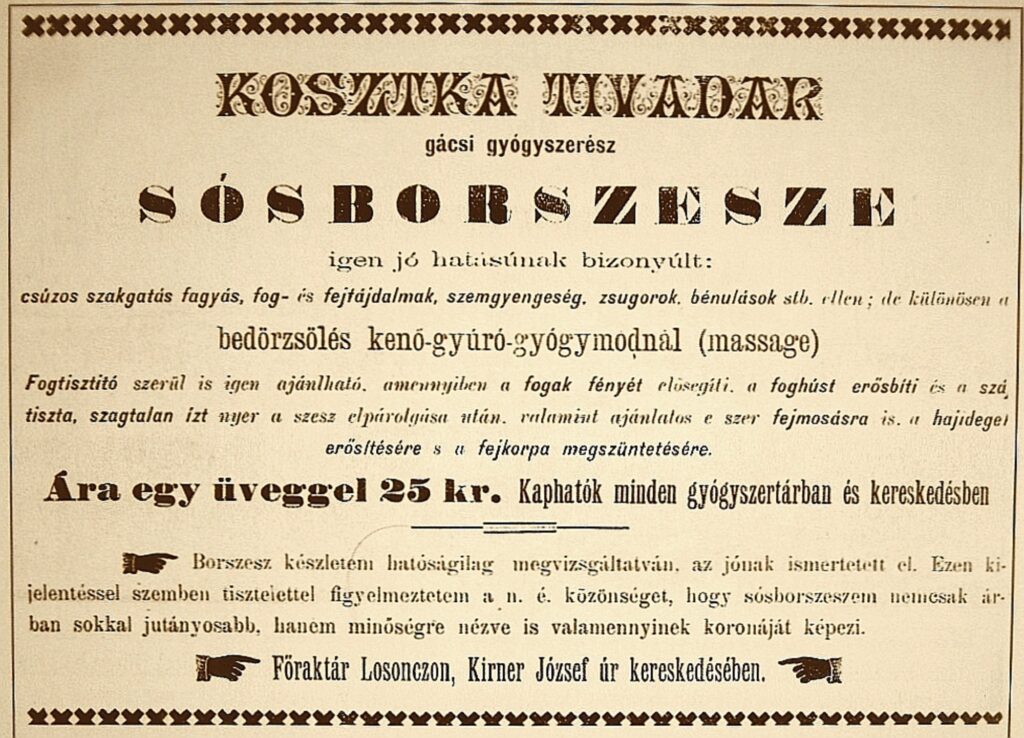 KOSZTKA TIVADAR
gácsi gyógyszerész
SÓSBORSZESZE
igen jó hatásúnak bizonyúlt:
csúzos szakgatás fagyás, fog- és fejfájdalmak, szemgyengeség, zsugorok, bénulások stb. ellen; de különösen a
bedörzsölés kenő-gyúró-gyógymódnál (massage)
Fogtisztító szerül is igen ajánlható, amennyiben a fogak fényét elősegíti, a foghúst erősbíti és a szá
tiszta, szagtalan ízt nyer a szesz elpárolgása után, valamint ajánlatos e szer fejmosásra is, a hajidege
erősítésére s a fejkorpa megszüntetésére.
Ára egy üveggel 25 kr. Kaphatók minden gyógyszertárban és kereskedésben
Borszesz készletem hatóságilag megvizsgáltatván, az jónak ismertetett el. Ezen ki-
jelentéssel szemben tisztelettel figyelmeztetem a n. é. közönséget, hogy sósborszeszem nemcsak ár-
ban sokkal jutányosabb, hanem minőségre nézve is valamennyinek koronáját képezi.
Főraktár Losonczon, Kirner József úr kereskedésében.